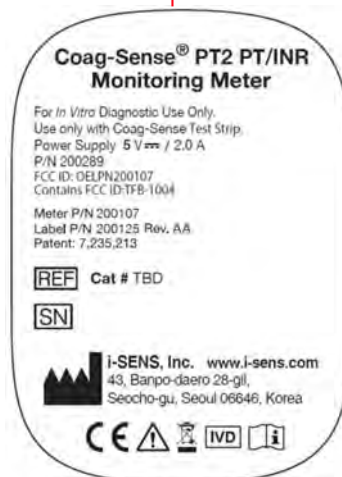 Coag-Sense® PT2 PT/INR
Monitoring Meter
For In Vitro Diagnostic Use Only.
Use only with Coag-Sense Test Strip.
Power Supply 5 V⎓ / 2.0 A
P/N 200289
FCC ID: OELPN200107
Contains FCC ID:TFB-1004
Meter P/N 200107
Label P/N 200125 Rev. AA
Patent: 7,235,213
REF Cat # TBD
SN
i-SENS, Inc. www.i-sens.com
43, Banpo-daero 28-gil,
Seocho-gu, Seoul 06646, Korea
CE IVD i